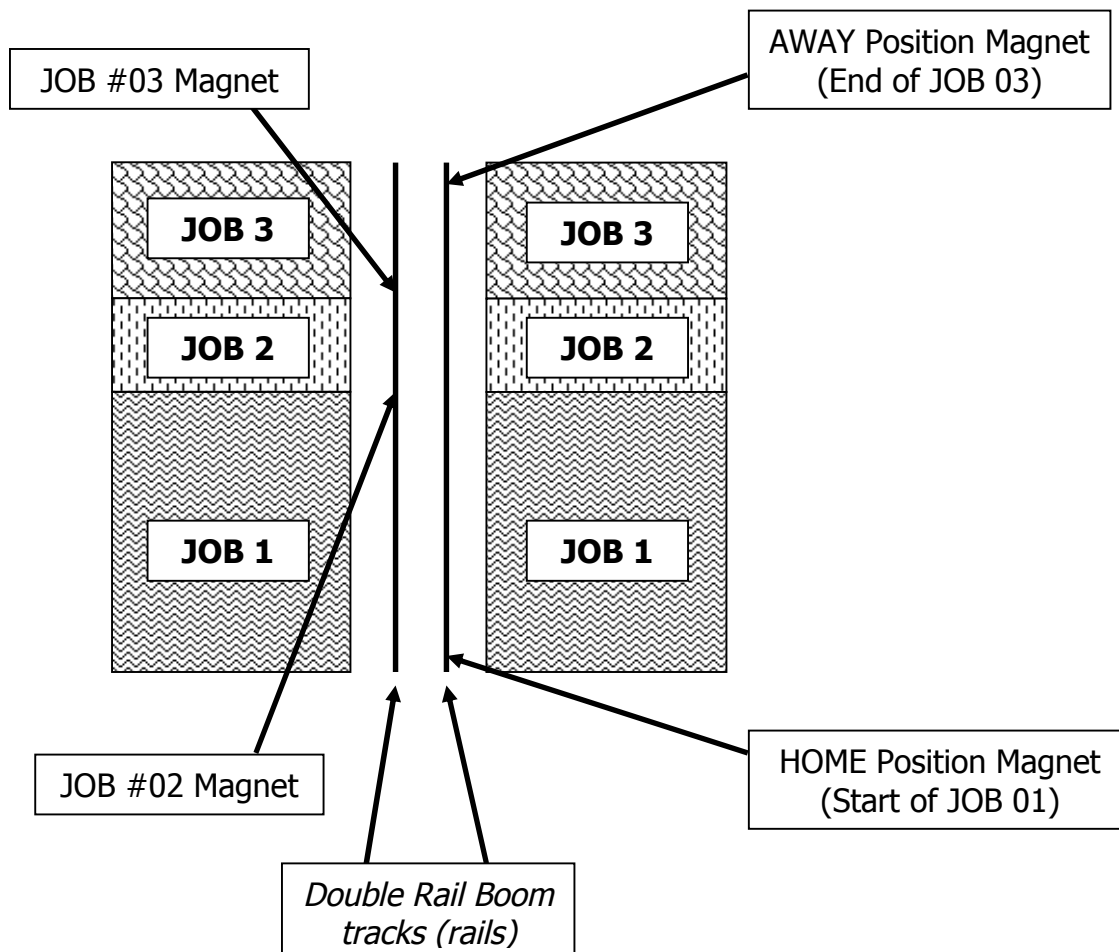 AWAY Position Magnet
(End of JOB 03)
JOB #03 Magnet
JOB 3
JOB 3
JOB 2
JOB 2
JOB 1
JOB 1
JOB #02 Magnet
HOME Position Magnet
(Start of JOB 01)
Double Rail Boom
tracks (rails)